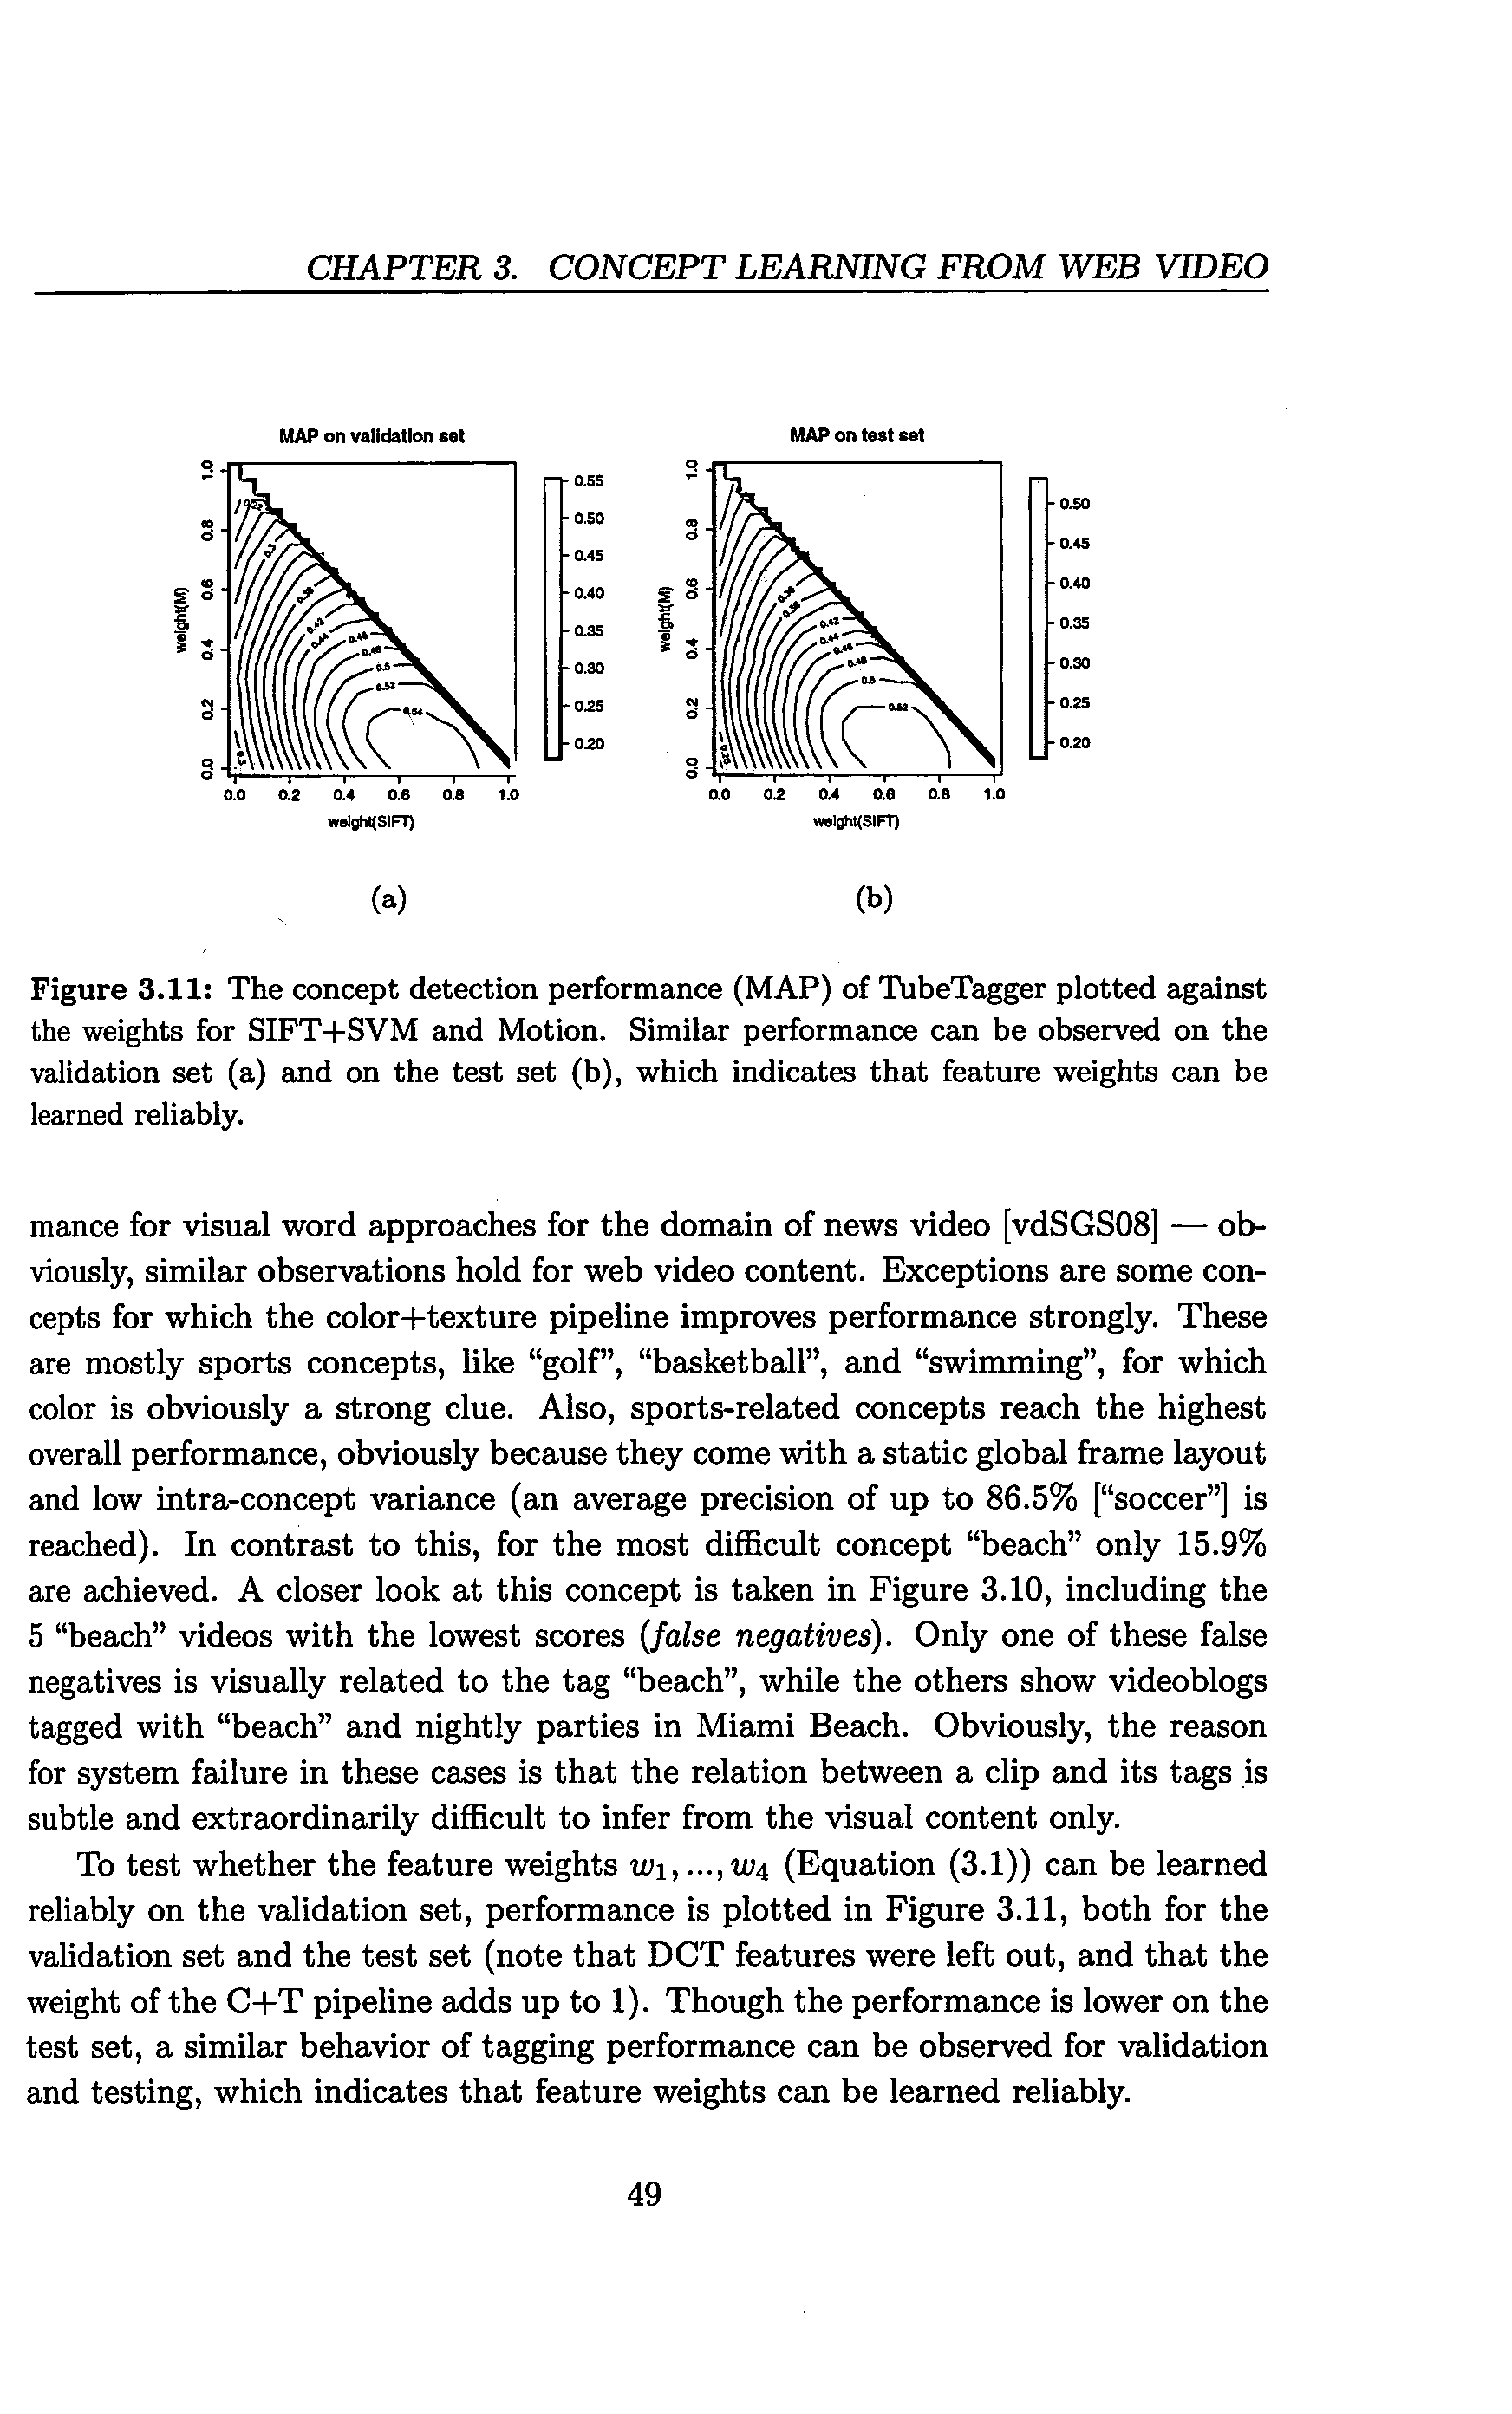 CHAPTER 3. CONCEPT LEARNING FROM WEB VIDEO
MAP on validation set
weight(M)
1.0
0.8
0.6
0.4
0.2
0.0
0.22
0.3
0.38
0.42
0.44
0.46
0.48
0.5
0.52
0.54
0.3
0.0 0.2 0.4 0.6 0.8 1.0
weight(SIFT)
0.55
0.50
0.45
0.40
0.35
0.30
0.25
0.20
(a)
MAP on test set
weight(M)
1.0
0.8
0.6
0.4
0.2
0.0
0.36
0.38
0.42
0.44
0.46
0.48
0.5
0.52
0.0 0.2 0.4 0.6 0.8 1.0
weight(SIFT)
0.50
0.45
0.40
0.35
0.30
0.25
0.20
(b)
Figure 3.11: The concept detection performance (MAP) of TubeTagger plotted against
the weights for SIFT+SVM and Motion. Similar performance can be observed on the
validation set (a) and on the test set (b), which indicates that feature weights can be
learned reliably.
mance for visual word approaches for the domain of news video [vdSGS08] — ob-
viously, similar observations hold for web video content. Exceptions are some con-
cepts for which the color+texture pipeline improves performance strongly. These
are mostly sports concepts, like “golf”, “basketball”, and “swimming”, for which
color is obviously a strong clue. Also, sports-related concepts reach the highest
overall performance, obviously because they come with a static global frame layout
and low intra-concept variance (an average precision of up to 86.5% [“soccer”] is
reached). In contrast to this, for the most difficult concept “beach” only 15.9%
are achieved. A closer look at this concept is taken in Figure 3.10, including the
5 “beach” videos with the lowest scores (false negatives). Only one of these false
negatives is visually related to the tag “beach”, while the others show videoblogs
tagged with “beach” and nightly parties in Miami Beach. Obviously, the reason
for system failure in these cases is that the relation between a clip and its tags is
subtle and extraordinarily difficult to infer from the visual content only.
To test whether the feature weights w1, ..., w4 (Equation (3.1)) can be learned
reliably on the validation set, performance is plotted in Figure 3.11, both for the
validation set and the test set (note that DCT features were left out, and that the
weight of the C+T pipeline adds up to 1). Though the performance is lower on the
test set, a similar behavior of tagging performance can be observed for validation
and testing, which indicates that feature weights can be learned reliably.
49